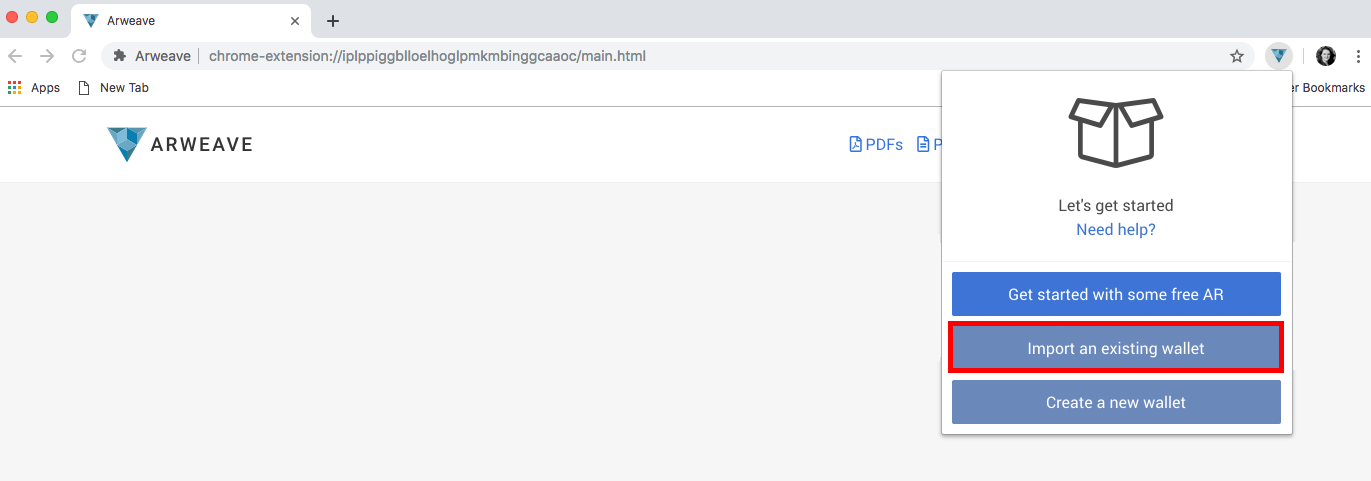 Arweave
Arweave chrome-extension://iplppiggblloelhoglpmkmbinggcaaoc/main.html
Apps New Tab
Bookmarks
ARWEAVE
PDFs
Let's get started
Need help?
Get started with some free AR
Import an existing wallet
Create a new wallet